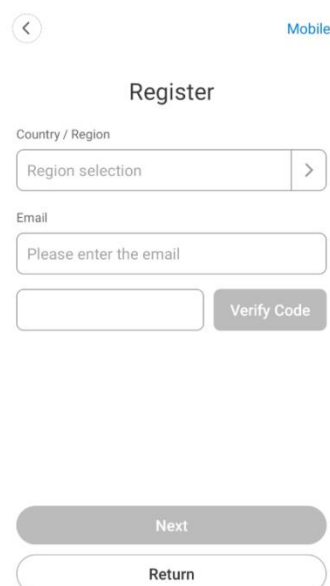 Mobile
Register
Country / Region
Region selection
Email
Please enter the email
Verify Code
Next
Return